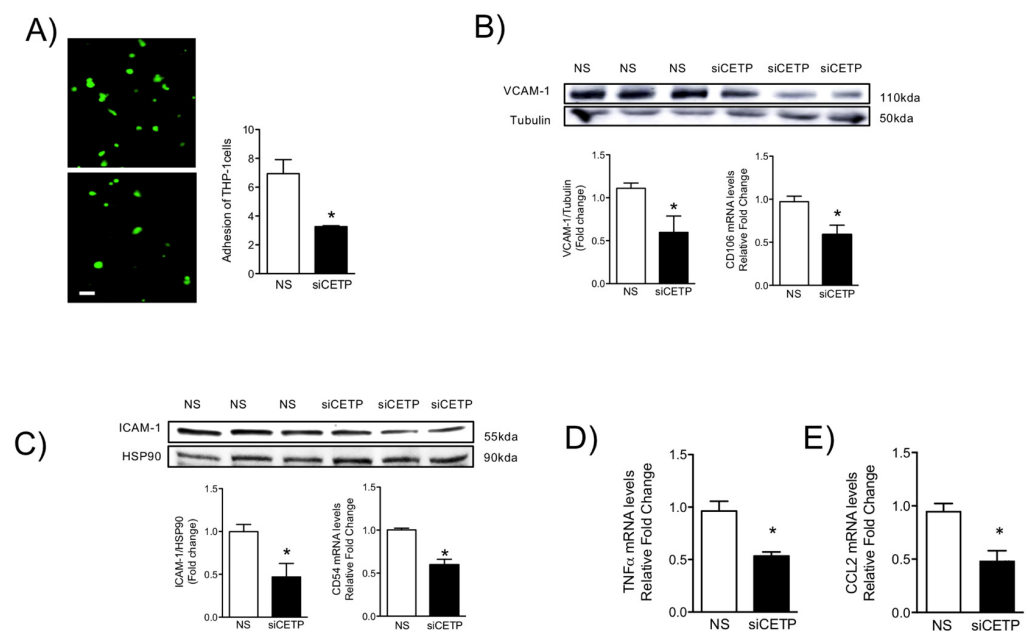 A)
Adhesion of THP-1cells
10
8
6
4
2
0
*
NS siCETP
B)
NS NS NS siCETP siCETP siCETP
VCAM-1 110kda
Tubulin 50kda
VCAM-1/Tubulin
(Fold change)
1.5
1.0
0.5
0.0
*
NS siCETP
CD106 mRNA levels
Relative Fold Change
1.5
1.0
0.5
0.0
*
NS siCETP
C)
NS NS NS siCETP siCETP siCETP
ICAM-1 55kda
HSP90 90kda
ICAM-1/HSP90
(Fold change)
1.5
1.0
0.5
0.0
*
NS siCETP
CD54 mRNA levels
Relative Fold Change
1.5
1.0
0.5
0.0
*
NS siCETP
D)
TNFα mRNA levels
Relative Fold Change
1.5
1.0
0.5
0.0
*
NS siCETP
E)
CCL2 mRNA levels
Relative Fold Change
1.5
1.0
0.5
0.0
*
NS siCETP